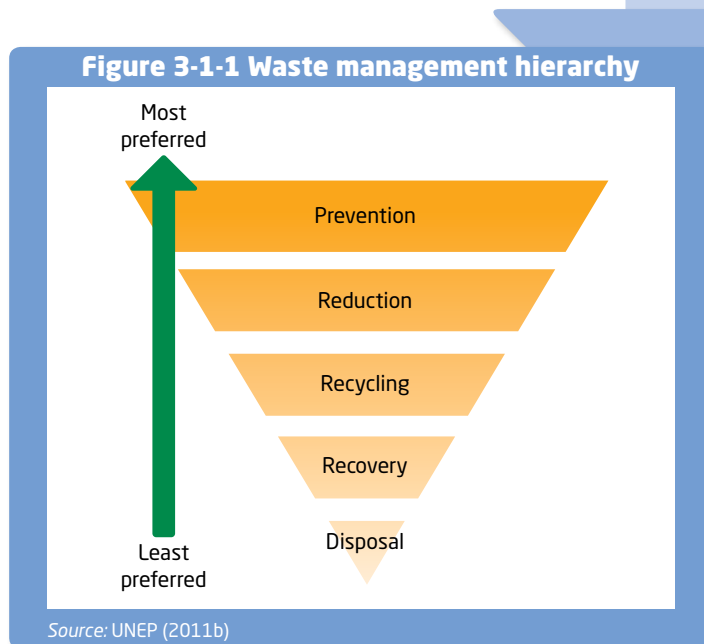 Figure 3-1-1 Waste management hierarchy
Most
preferred
Prevention
Reduction
Recycling
Recovery
Disposal
Least
preferred
Source: UNEP (2011b)